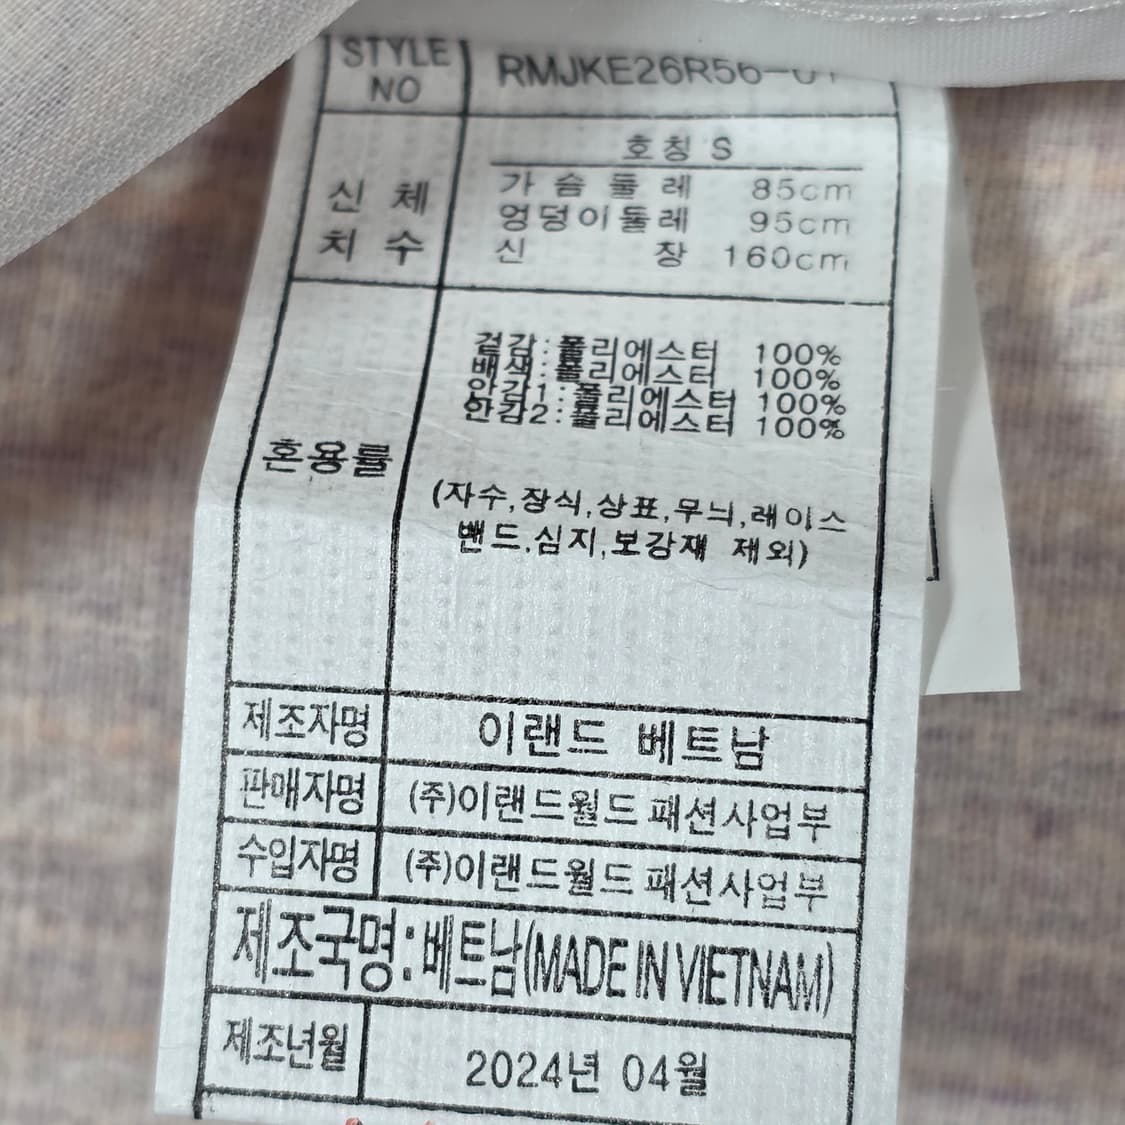 STYLE NO RMJKE26R56-01
호칭 S
신체 치수
가슴둘레 85cm
엉덩이둘레 95cm
신장 160cm
혼용률
겉감:폴리에스터 100%
배색:폴리에스터 100%
안감1:폴리에스터 100%
안감2:폴리에스터 100%
(자수,장식,상표,무늬,레이스
밴드,심지,보강재 제외)
제조자명 이랜드 베트남
판매자명 (주)이랜드월드 패션사업부
수입자명 (주)이랜드월드 패션사업부
제조국명:베트남(MADE IN VIETNAM)
제조년월 2024년 04월